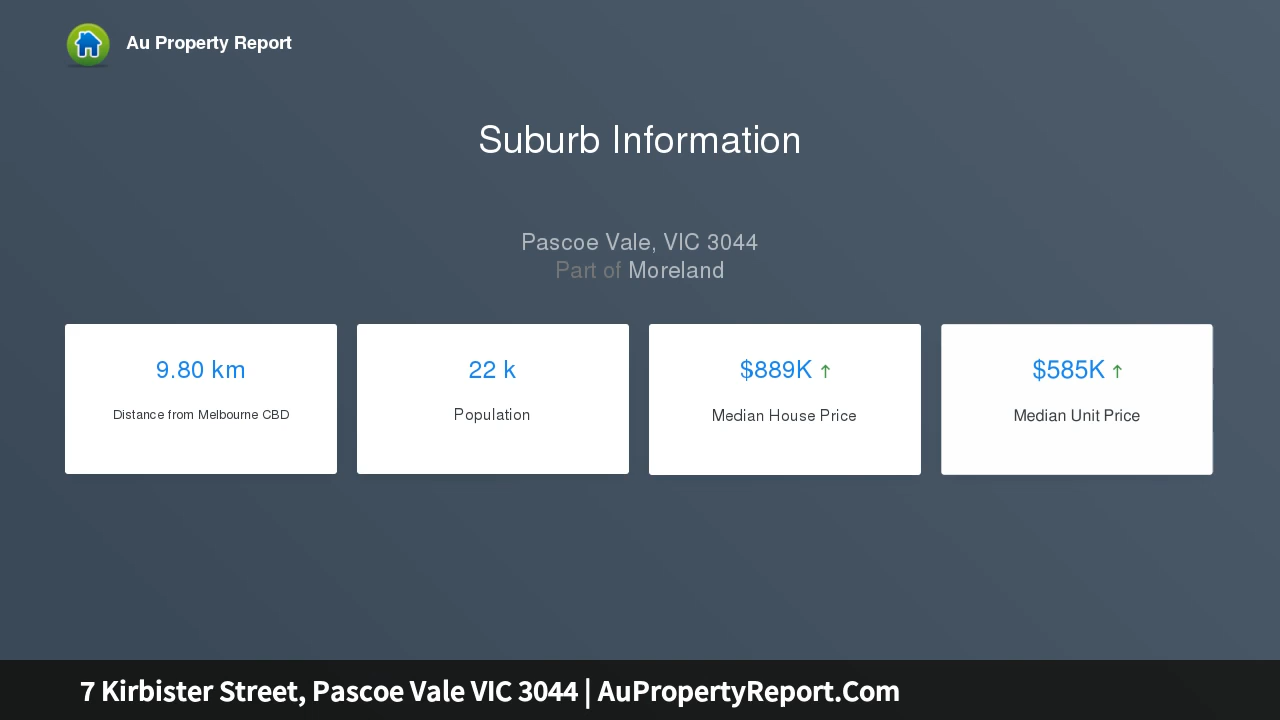 Au Property Report
Suburb Information
Pascoe Vale, VIC 3044
Part of Moreland
9.80 km
Distance from Melbourne CBD
22 k
Population
$889K ↑
Median House Price
$585K ↑
Median Unit Price
7 Kirbister Street, Pascoe Vale VIC 3044 | AuPropertyReport.Com